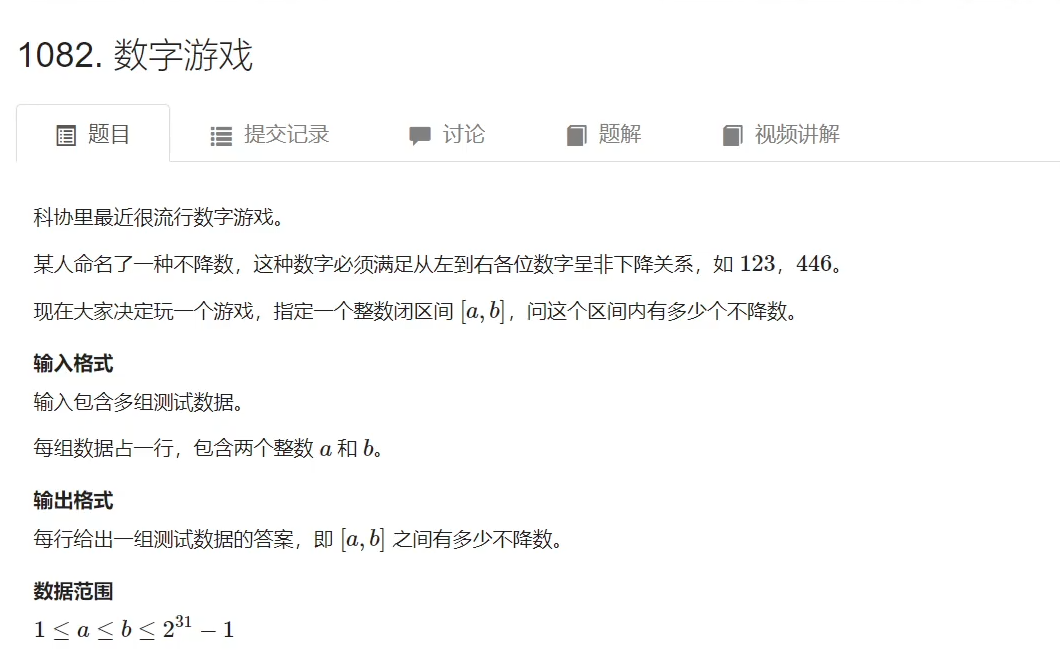 1082. 数字游戏
题目 提交记录 讨论 题解 视频讲解
科协里最近很流行数字游戏。
某人命名了一种不降数，这种数字必须满足从左到右各位数字呈非下降关系，如 123，446。
现在大家决定玩一个游戏，指定一个整数闭区间 [a, b]，问这个区间内有多少个不降数。
输入格式
输入包含多组测试数据。
每组数据占一行，包含两个整数 a 和 b。
输出格式
每行给出一组测试数据的答案，即 [a, b] 之间有多少不降数。
数据范围
1 ≤ a ≤ b ≤ 2³¹ − 1